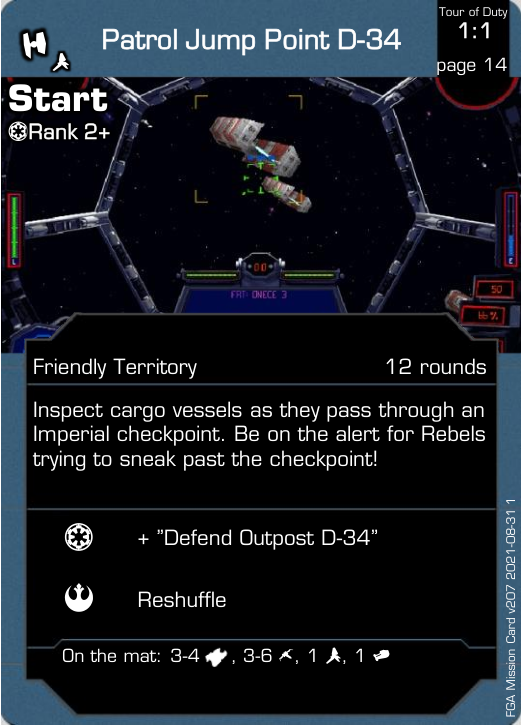 Patrol Jump Point D-34
Tour of Duty
1:1
page 14
Start
Rank 2+
00
FRT: ONECE 3
50
66%
Friendly Territory 12 rounds
Inspect cargo vessels as they pass through an
Imperial checkpoint. Be on the alert for Rebels
trying to sneak past the checkpoint!
+ "Defend Outpost D-34"
Reshuffle
On the mat: 3-4 , 3-6 , 1 , 1
FGA Mission Card v207 2021-08-31 1